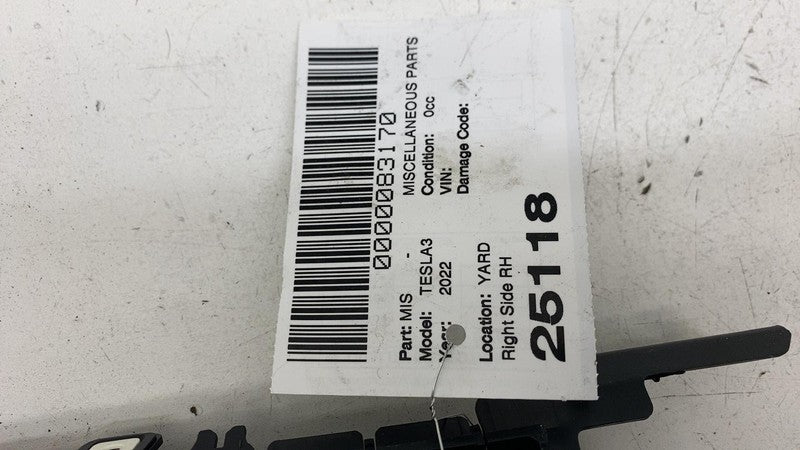 0000083170
Part: MIS - MISCELLANEOUS PARTS
Model: TESLA3 Condition: 0cc
Year: 2022 VIN:
Damage Code:
Location: YARD
Right Side RH
25118